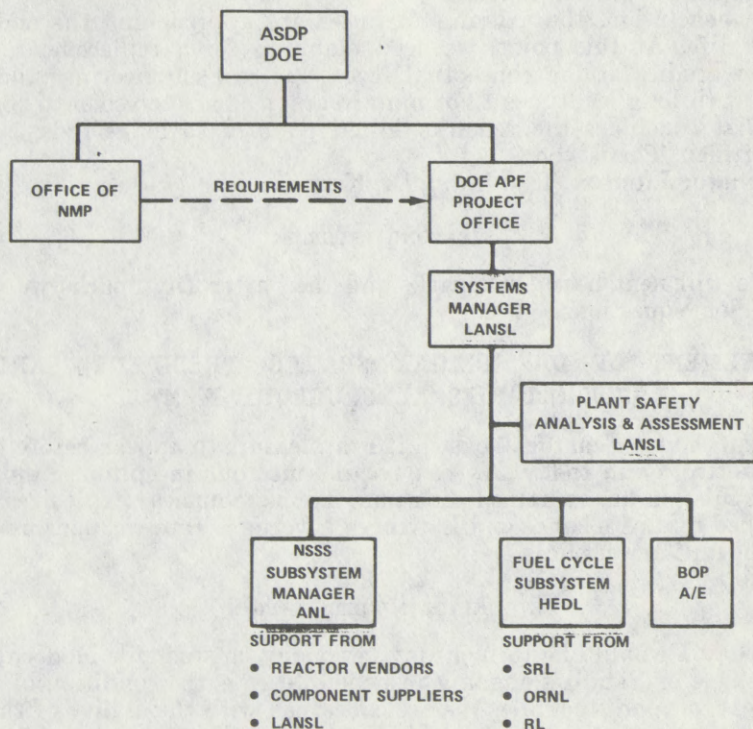 ASDP
DOE
OFFICE OF
NMP
REQUIREMENTS
DOE APF
PROJECT
OFFICE
SYSTEMS
MANAGER
LANSL
PLANT SAFETY
ANALYSIS & ASSESSMENT
LANSL
NSSS
SUBSYSTEM
MANAGER
ANL
SUPPORT FROM
• REACTOR VENDORS
• COMPONENT SUPPLIERS
• LANSL
FUEL CYCLE
SUBSYSTEM
HEDL
SUPPORT FROM
• SRL
• ORNL
• RL
BOP
A/E